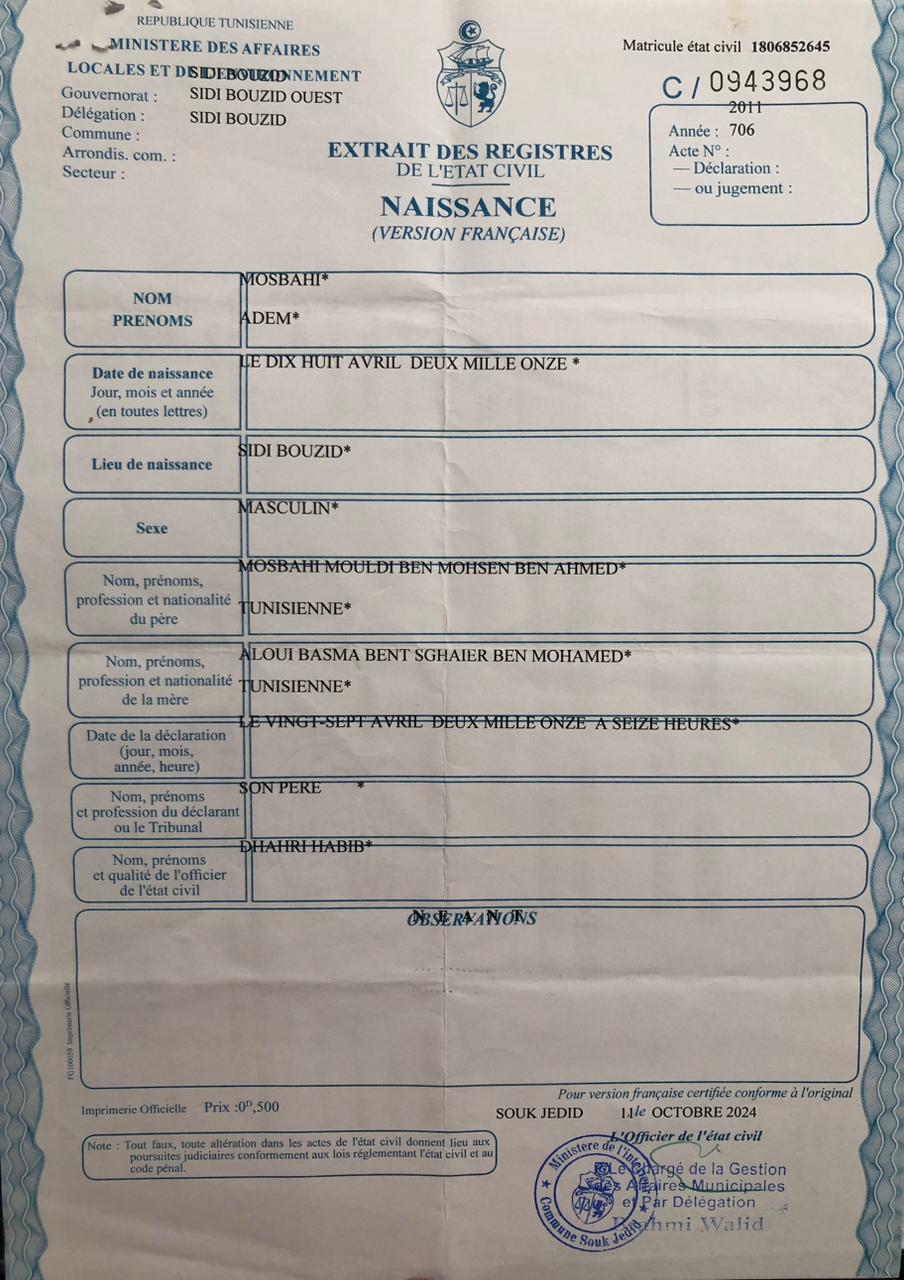 REPUBLIQUE TUNISIENNE
MINISTERE DES AFFAIRES
LOCALES ET DE L'ENVIRONNEMENT
SIDI BOUZID
Gouvernorat : SIDI BOUZID OUEST
Délégation : SIDI BOUZID
Commune :
Arrondis. com. :
Secteur :
Matricule état civil 1806852645
C / 0943968
2011
Année : 706
Acte N° :
— Déclaration :
— ou jugement :
EXTRAIT DES REGISTRES
DE L'ETAT CIVIL
NAISSANCE
(VERSION FRANÇAISE)
NOM
PRENOMS
MOSBAHI*
ADEM*
Date de naissance
Jour, mois et année
(en toutes lettres)
LE DIX HUIT AVRIL DEUX MILLE ONZE *
Lieu de naissance
SIDI BOUZID*
Sexe
MASCULIN*
Nom, prénoms,
profession et nationalité
du père
MOSBAHI MOULDI BEN MOHSEN BEN AHMED*
TUNISIENNE*
Nom, prénoms,
profession et nationalité
de la mère
ALOUI BASMA BENT SGHAIER BEN MOHAMED*
TUNISIENNE*
Date de la déclaration
(jour, mois,
année, heure)
LE VINGT-SEPT AVRIL DEUX MILLE ONZE A SEIZE HEURES*
Nom, prénoms
et profession du déclarant
ou le Tribunal
SON PERE *
Nom, prénoms
et qualité de l'officier
de l'état civil
DHAHRI HABIB*
OBSERVATIONS
N E A N T
FG100059 Imprimerie Officielle
Imprimerie Officielle Prix :0ᴰ,500
Note : Tout faux, toute altération dans les actes de l'état civil donnent lieu aux
poursuites judiciaires conformement aux lois réglementant l'état civil et au
code pénal.
Pour version française certifiée conforme à l'original
SOUK JEDID 11 le OCTOBRE 2024
L'Officier de l'état civil
Le Chargé de la Gestion
des Affaires Municipales
et Par Délégation
Brahmi Walid
Ministere de l'interieur
Commune Souk Jedid